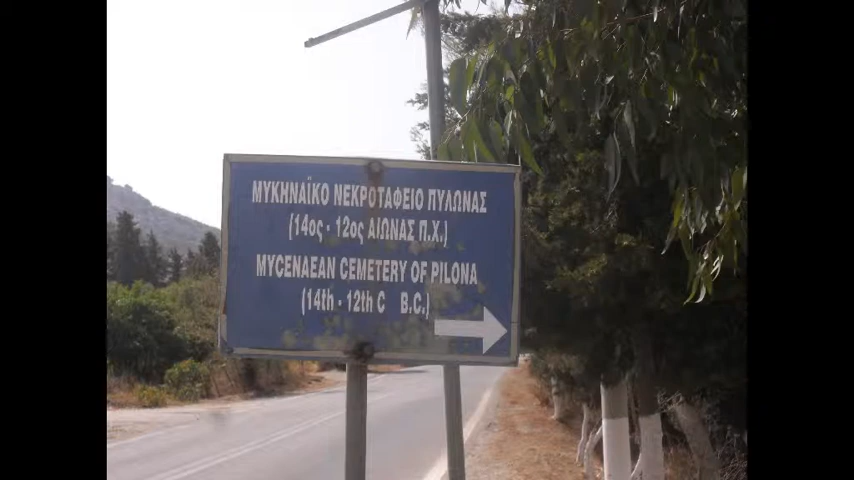 ΜΥΚΗΝΑΪΚΟ ΝΕΚΡΟΤΑΦΕΙΟ ΠΥΛΩΝΑΣ
(14ος - 12ος ΑΙΩΝΑΣ Π.Χ.)
MYCENAEAN CEMETERY OF PILONA
(14th - 12th C B.C.)